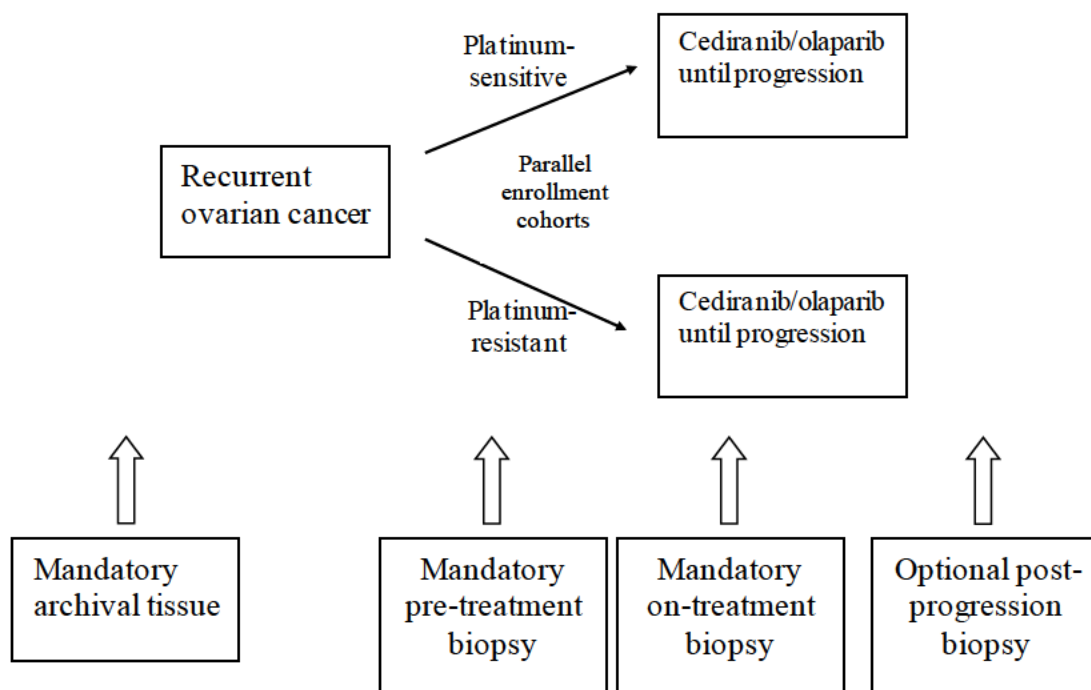 Platinum-
sensitive
Cediranib/olaparib
until progression
Recurrent
ovarian cancer
Parallel
enrollment
cohorts
Platinum-
resistant
Cediranib/olaparib
until progression
Mandatory
archival tissue
Mandatory
pre-treatment
biopsy
Mandatory
on-treatment
biopsy
Optional post-
progression
biopsy